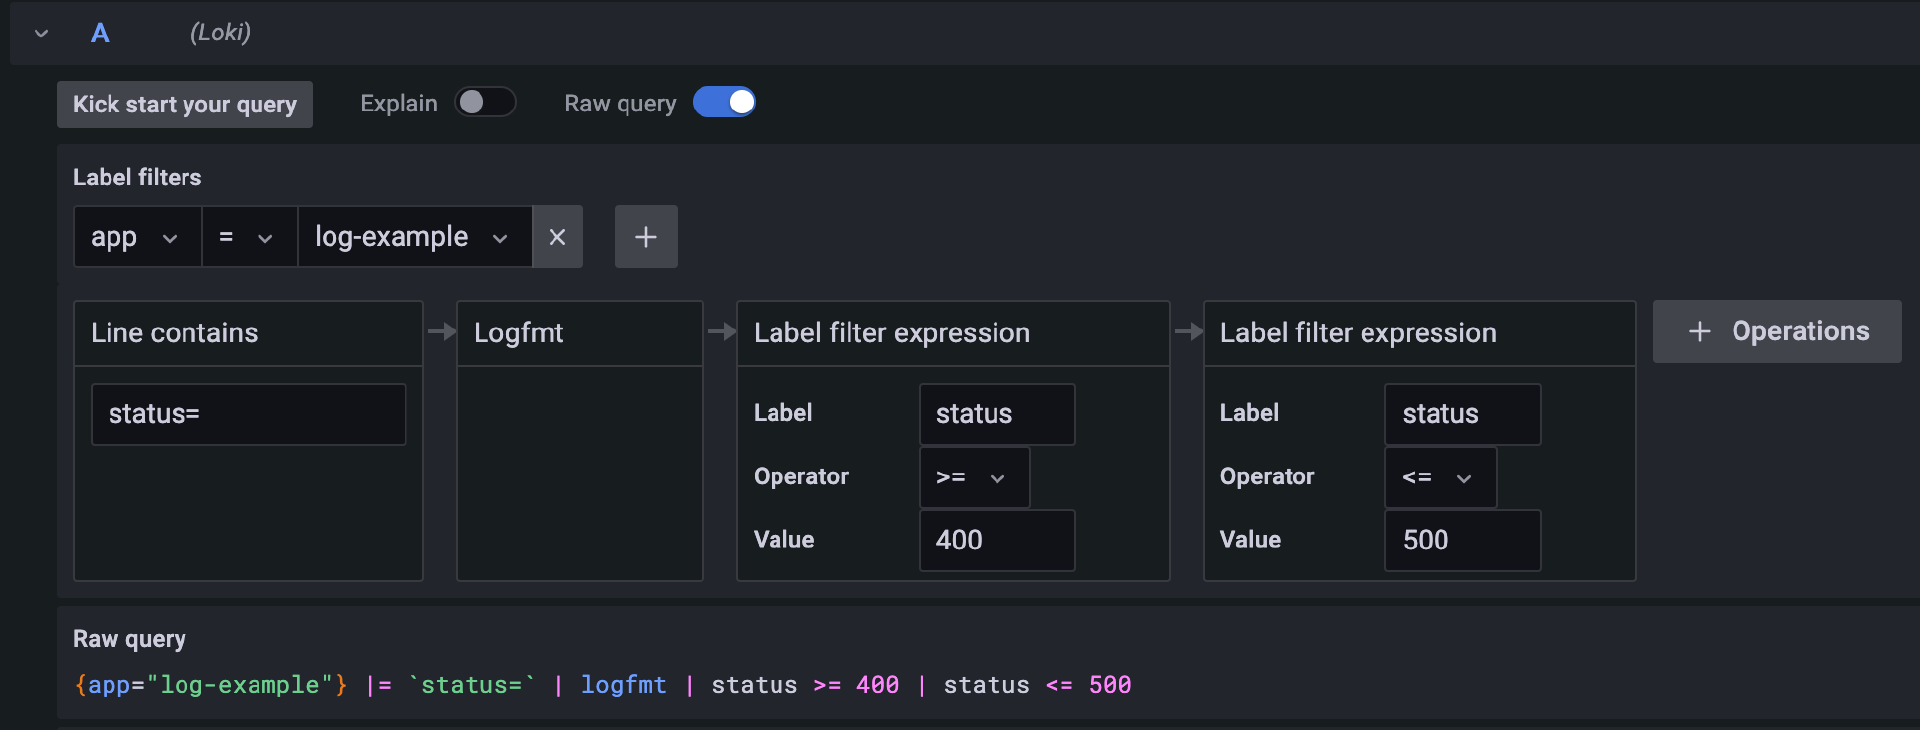 A (Loki)
Kick start your query Explain Raw query
Label filters
app = log-example
Line contains Logfmt Label filter expression Label filter expression + Operations
status= Label status Label status
Operator >= Operator <=
Value 400 Value 500
Raw query
{app="log-example"} |= `status=` | logfmt | status >= 400 | status <= 500